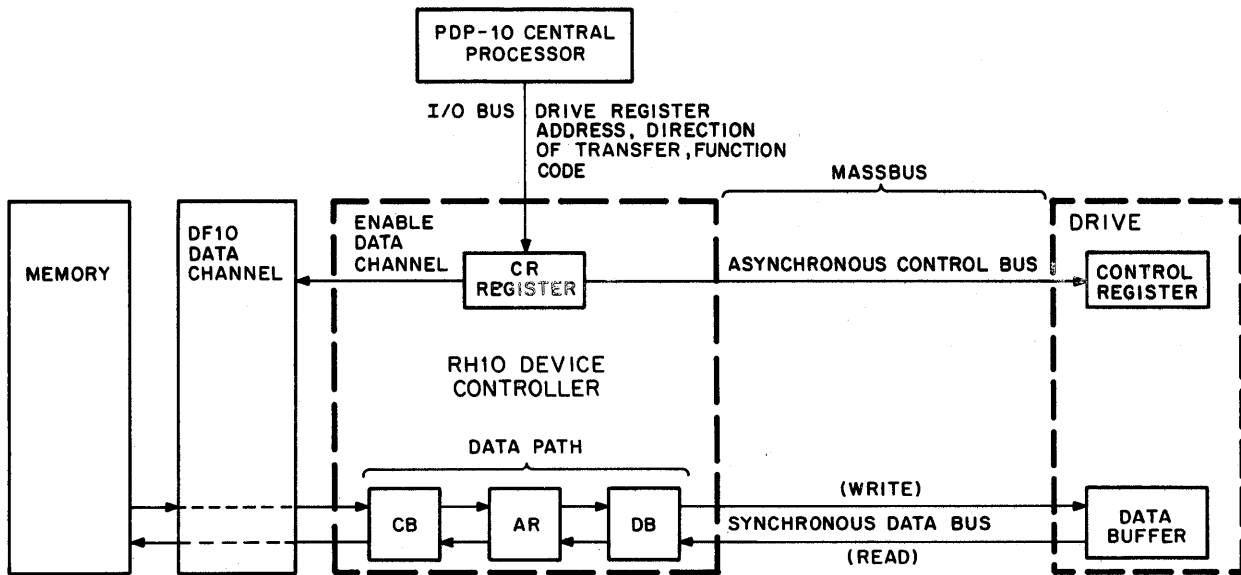 PDP-10 CENTRAL
PROCESSOR
I/O BUS
DRIVE REGISTER
ADDRESS, DIRECTION
OF TRANSFER, FUNCTION
CODE
MASSBUS
MEMORY
DF10
DATA
CHANNEL
ENABLE
DATA
CHANNEL
CR
REGISTER
ASYNCHRONOUS CONTROL BUS
DRIVE
CONTROL
REGISTER
RH10 DEVICE
CONTROLLER
DATA PATH
CB
AR
DB
(WRITE)
SYNCHRONOUS DATA BUS
(READ)
DATA
BUFFER